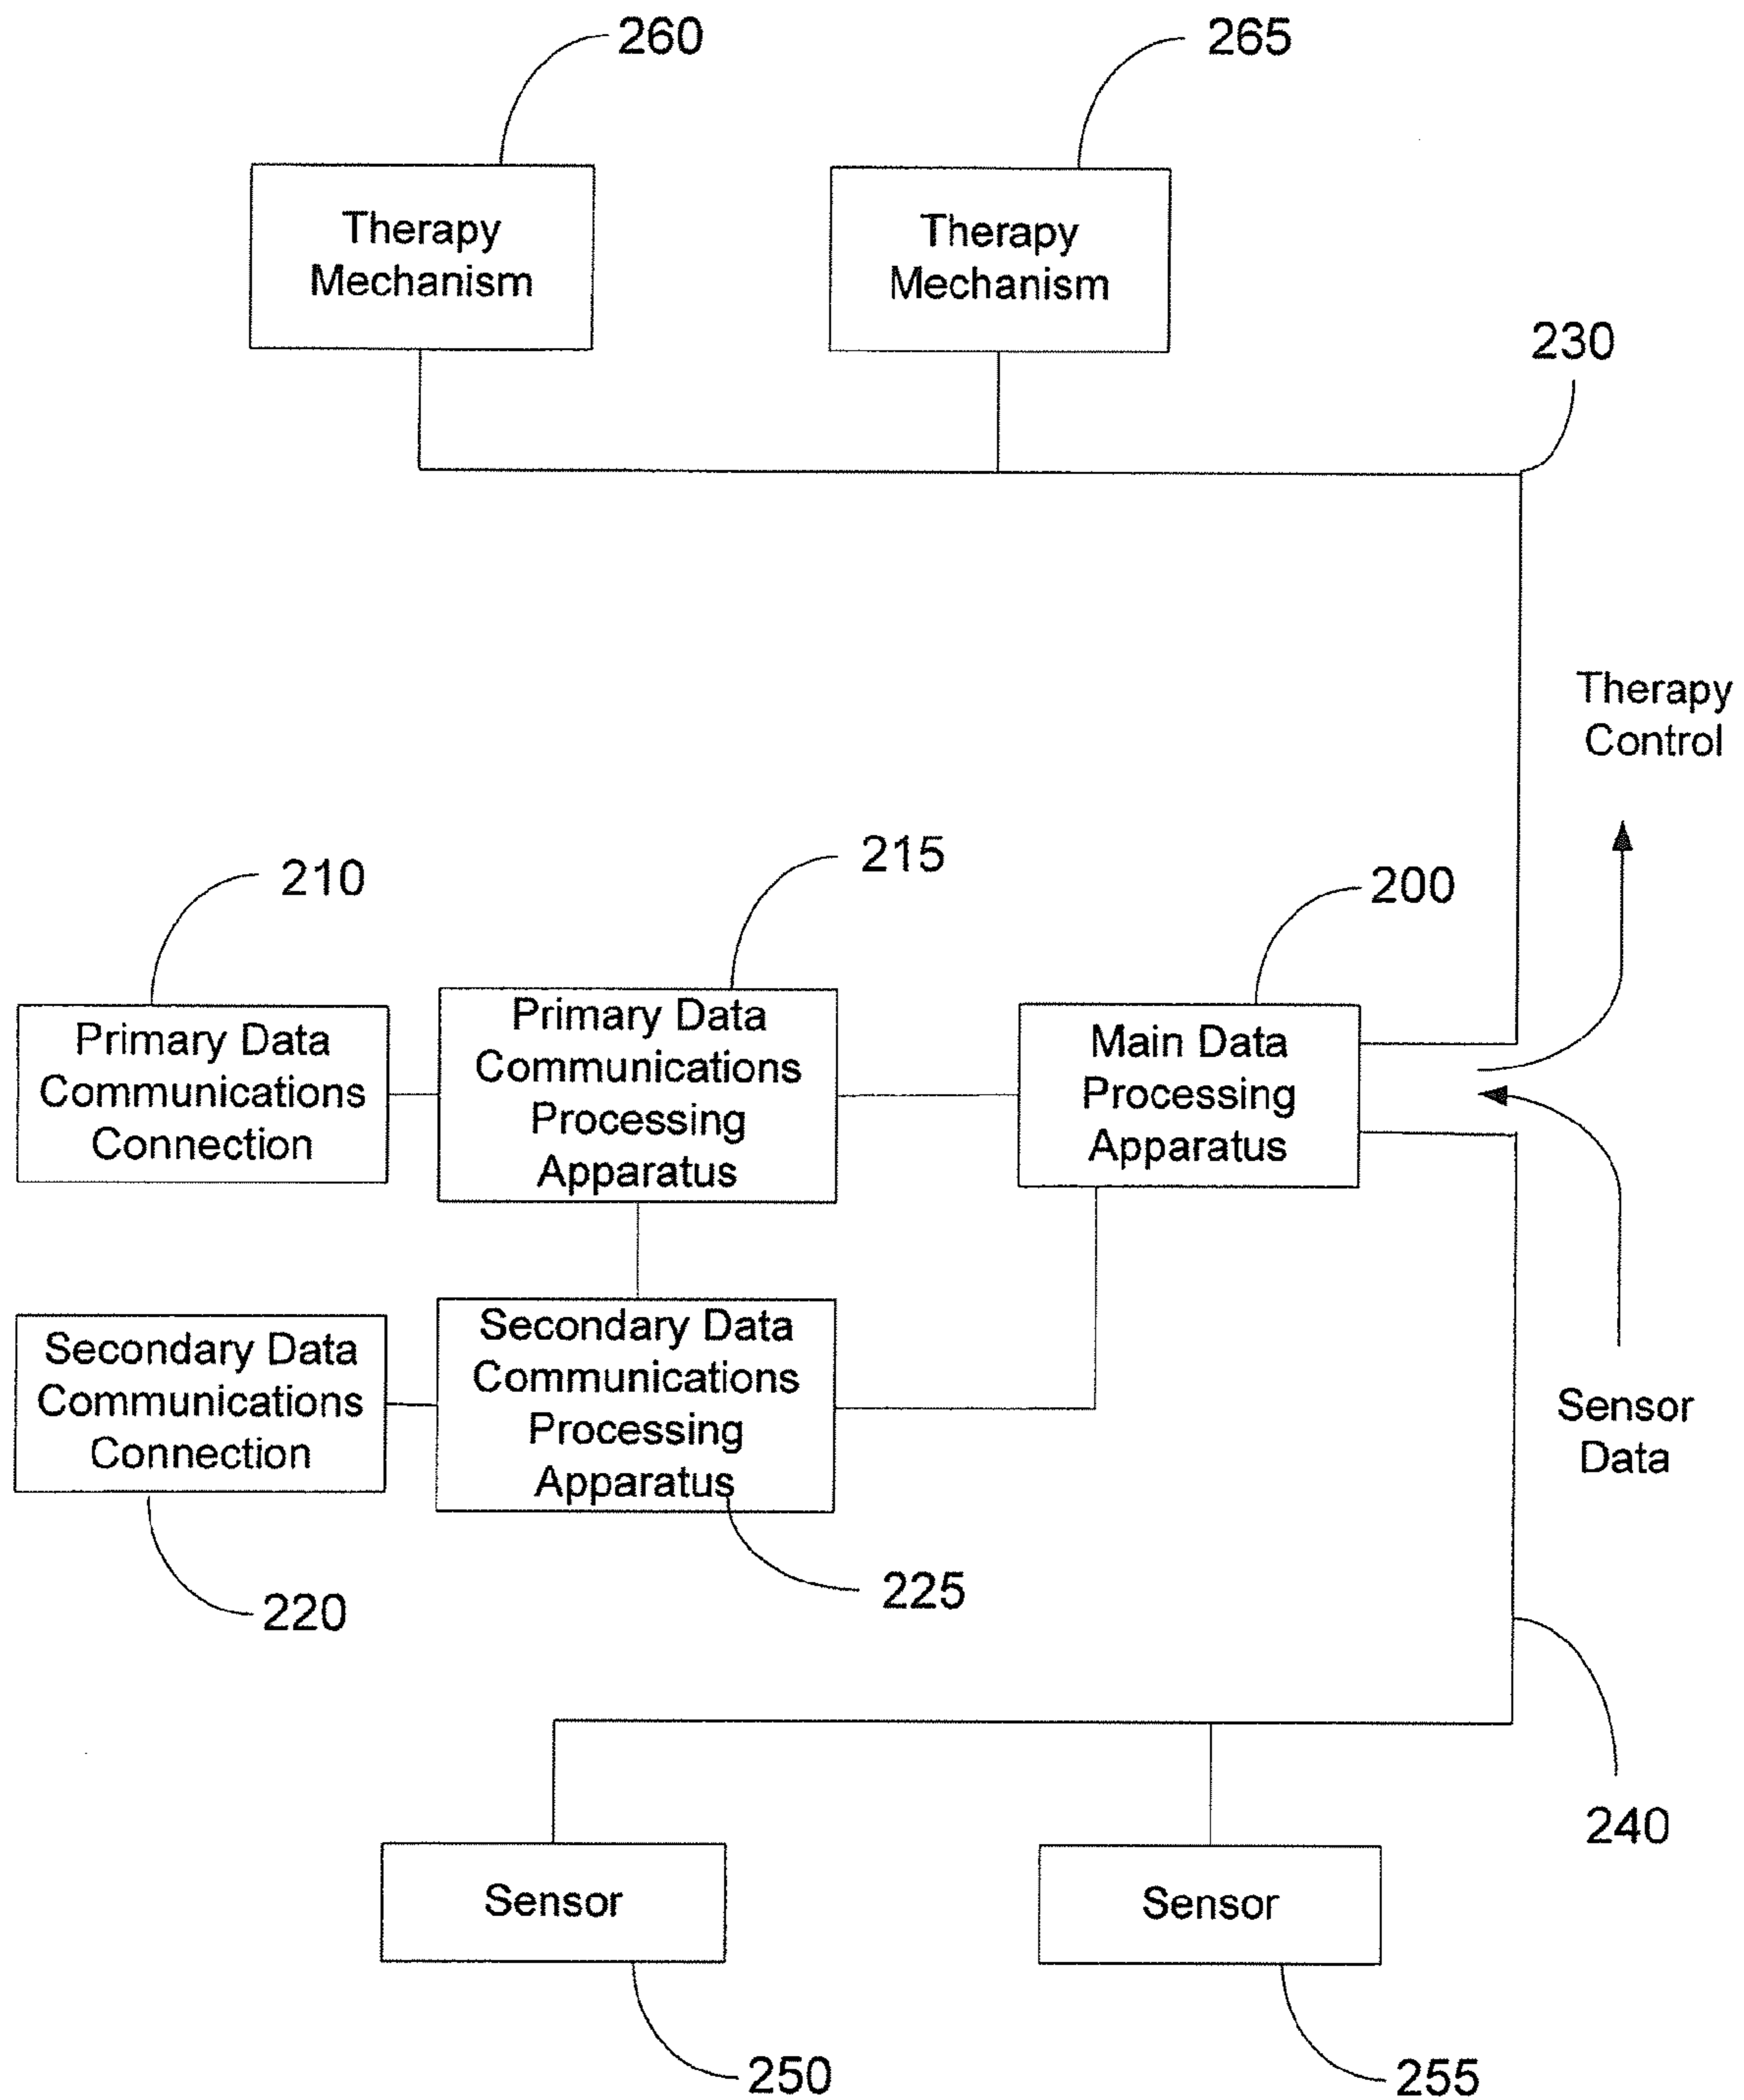 260
265
Therapy
Mechanism
Therapy
Mechanism
230
Therapy
Control
210
215
200
Primary Data
Communications
Connection
Primary Data
Communications
Processing
Apparatus
Main Data
Processing
Apparatus
Secondary Data
Communications
Connection
Secondary Data
Communications
Processing
Apparatus
Sensor
Data
220
225
240
Sensor
Sensor
250
255